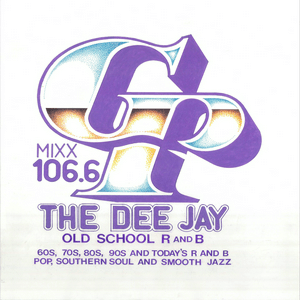 CP
MIXX
106.6
THE DEE JAY
OLD SCHOOL R AND B
60S, 70S, 80S, 90S AND TODAY'S R AND B
POP, SOUTHERN SOUL AND SMOOTH JAZZ